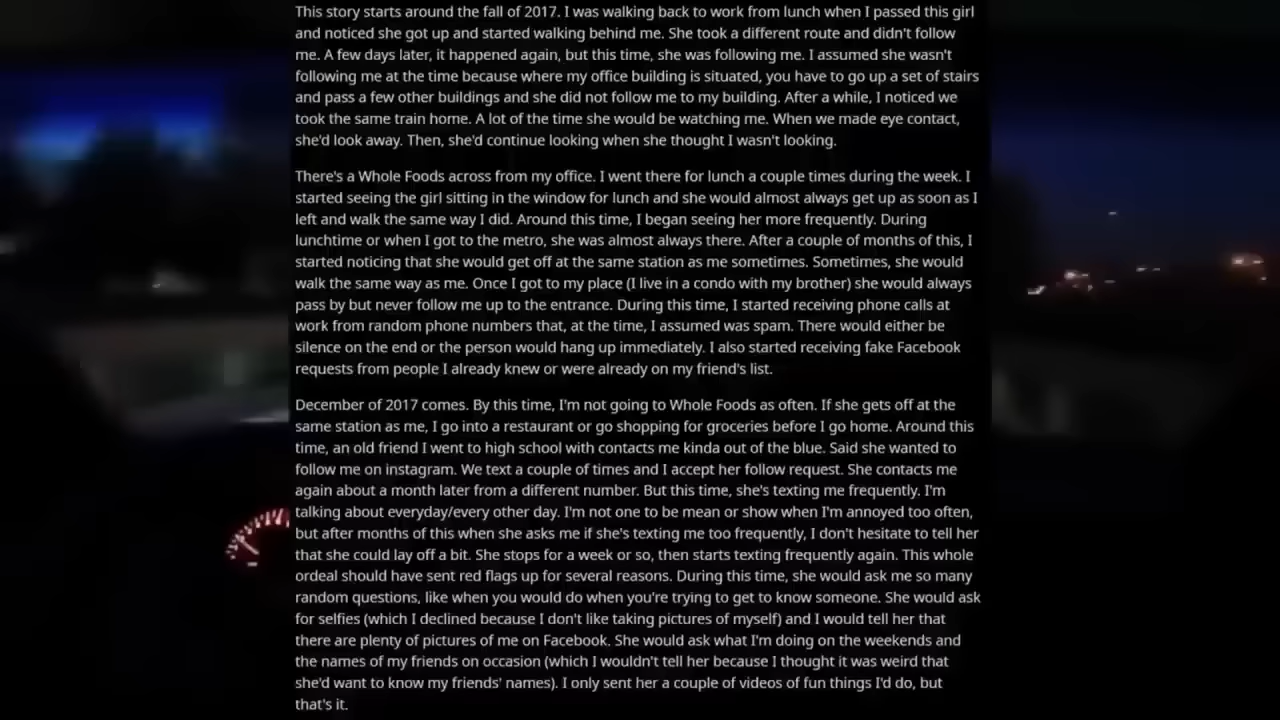 This story starts around the fall of 2017. I was walking back to work from lunch when I passed this girl
and noticed she got up and started walking behind me. She took a different route and didn't follow
me. A few days later, it happened again, but this time, she was following me. I assumed she wasn't
following me at the time because where my office building is situated, you have to go up a set of stairs
and pass a few other buildings and she did not follow me to my building. After a while, I noticed we
took the same train home. A lot of the time she would be watching me. When we made eye contact,
she'd look away. Then, she'd continue looking when she thought I wasn't looking.
There's a Whole Foods across from my office. I went there for lunch a couple times during the week. I
started seeing the girl sitting in the window for lunch and she would almost always get up as soon as I
left and walk the same way I did. Around this time, I began seeing her more frequently. During
lunchtime or when I got to the metro, she was almost always there. After a couple of months of this, I
started noticing that she would get off at the same station as me sometimes. Sometimes, she would
walk the same way as me. Once I got to my place (I live in a condo with my brother) she would always
pass by but never follow me up to the entrance. During this time, I started receiving phone calls at
work from random phone numbers that, at the time, I assumed was spam. There would either be
silence on the end or the person would hang up immediately. I also started receiving fake Facebook
requests from people I already knew or were already on my friend's list.
December of 2017 comes. By this time, I'm not going to Whole Foods as often. If she gets off at the
same station as me, I go into a restaurant or go shopping for groceries before I go home. Around this
time, an old friend I went to high school with contacts me kinda out of the blue. Said she wanted to
follow me on instagram. We text a couple of times and I accept her follow request. She contacts me
again about a month later from a different number. But this time, she's texting me frequently. I'm
talking about everyday/every other day. I'm not one to be mean or show when I'm annoyed too often,
but after months of this when she asks me if she's texting me too frequently, I don't hesitate to tell her
that she could lay off a bit. She stops for a week or so, then starts texting frequently again. This whole
ordeal should have sent red flags up for several reasons. During this time, she would ask me so many
random questions, like when you would do when you're trying to get to know someone. She would ask
for selfies (which I declined because I don't like taking pictures of myself) and I would tell her that
there are plenty of pictures of me on Facebook. She would ask what I'm doing on the weekends and
the names of my friends on occasion (which I wouldn't tell her because I thought it was weird that
she'd want to know my friends' names). I only sent her a couple of videos of fun things I'd do, but
that's it.